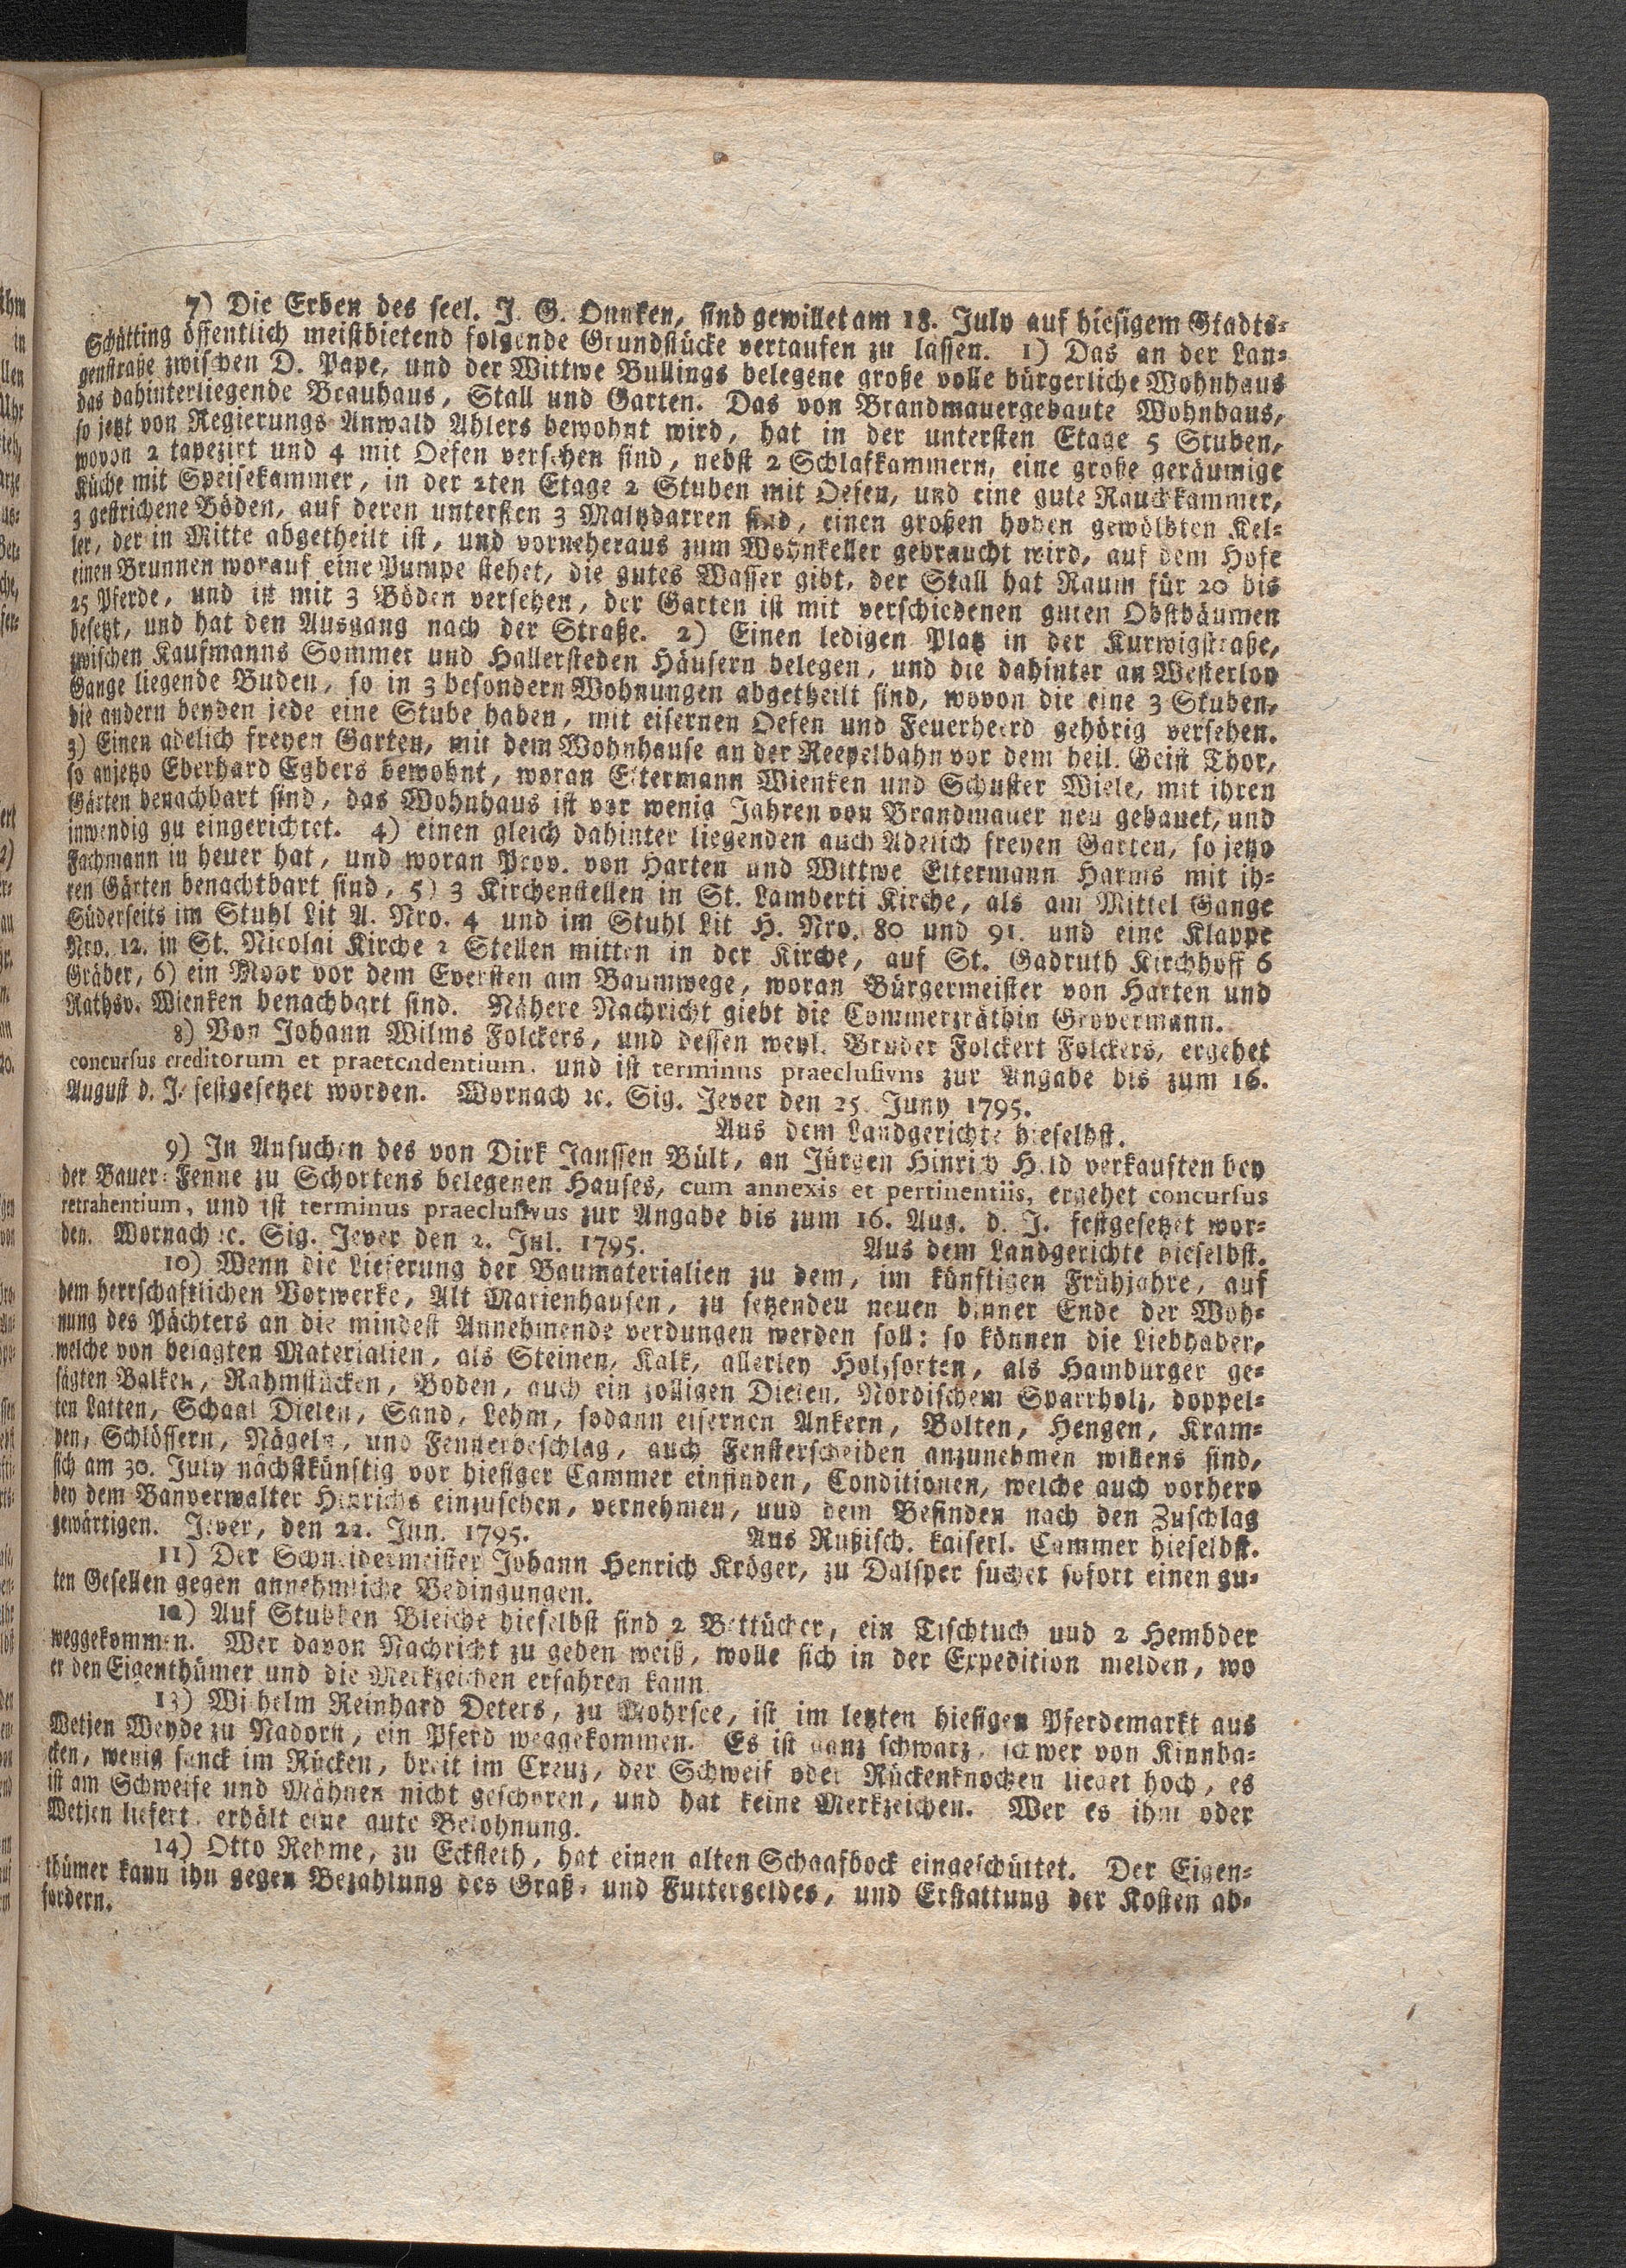 7) Die Erben des seel. J. G. Onnken, sind gewillet am 18. July auf hiesigem Stadts-
Schütting öffentlich meistbietend folgende Grundstücke vertaufen zu lassen. 1) Das an der Lan-
genstraße zwischen D. Pape, und der Wittwe Bullings belegene große volle bürgerliche Wohnhaus
das dahinterliegende Brauhaus, Stall und Garten. Das von Brandmauergebaute Wohnhaus,
so jetzt von Regierungs Anwald Ahlers bewohnt wird, hat in der untersten Etage 5 Stuben,
wovon 2 tapezirt und 4 mit Oefen versehen sind, nebst 2 Schlafkammern, eine große geräumige
Küche mit Speisekammer, in der 2ten Etage 2 Stuben mit Oefen, und eine gute Rauchkammer,
3 gestrichene Böden, auf deren untersten 3 Maltzdarren sind, einen großen hohen gewölbten Kel-
ler, der in Mitte abgetheilt ist, und vorneheraus zum Wohnkeller gebraucht wird, auf dem Hofe
einen Brunnen worauf eine Pumpe stehet, die gutes Wasser gibt, der Stall hat Raum für 20 bis
25 Pferde, und ist mit 3 Böden versehen, der Garten ist mit verschiedenen guten Obstbäumen
besetzt, und hat den Ausgang nach der Straße. 2) Einen ledigen Platz in der Kurwigstraße,
zwischen Kaufmanns Sommer und Hallersteden Häusern belegen, und die dahinter an Westerloy
Gange liegende Buden, so in 3 besondern Wohnungen abgetheilt sind, wovon die eine 3 Stuben,
die andern beyden jede eine Stube haben, mit eisernen Oefen und Feuerheerd gehörig versehen.
3) Einen adelich freyen Garten, mit dem Wohnhause an der Reepelbahn vor dem heil. Geist Thor,
so anjetzo Eberhard Egbers bewohnt, woran Eltermann Wienken und Schuster Wiele, mit ihren
Gärten benachbart sind, das Wohnhaus ist vor wenig Jahren von Brandmauer neu gebauet, und
inwendig gu eingerichtet. 4) einen gleich dahinter liegenden auch Adelich freyen Garten, so jetzo
Fachmann in heuer hat, und woran Prov. von Harten und Wittwe Eltermann Harms mit ih-
ren Gärten benachtbart sind, 5) 3 Kirchenstellen in St. Lamberti Kirche, als am Mittel Gange
Süderseits im Stuhl Lit A. Nro. 4 und im Stuhl Lit H. Nro. 80 und 91. und eine Klappe
Nro. 12. in St. Nicolai Kirche 2 Stellen mitten in der Kirche, auf St. Gadruth Kirchhoff 6
Gräber, 6) ein Moor vor dem Eversten am Baumwege, woran Bürgermeister von Harten und
Rathsv. Wienken benachbart sind. Nähere Nachricht giebt die Commerzräthin Grovermann.
8) Von Johann Wilms Folckers, und dessen weyl. Bruder Folckert Folckers, ergehet
concursus creditorum et praetendentium, und ist terminus praeclusivus zur Angabe bis zum 16.
August d. J. festgesetzet worden. Wornach ꝛc. Sig. Jever den 25. Juny 1795.
Aus dem Landgerichte hieselbst.
9) In Ansuchen des von Dirk Janssen Bült, an Jürgen Hinrich Held verkauften bey
der Bauer-Fenne zu Schortens belegenen Hauses, cum annexis et pertinentiis, ergehet concursus
retrahentium, und ist terminus praeclusivus zur Angabe bis zum 16. Aug. d. J. festgesetzet wor-
den. Wornach ꝛc. Sig. Jever den 2. Jul. 1795. Aus dem Landgerichte hieselbst.
10) Wenn die Lieferung der Baumaterialien zu dem, im künftigen Frühjahre, auf
dem herrschaftlichen Vorwerke, Alt Marienhausen, zu setzenden neuen binner Ende der Woh-
nung des Pächters an die mindest Annehmende verdungen werden soll: so können die Liebhaber,
welche von besagten Materialien, als Steinen, Kalk, allerley Holzsorten, als Hamburger ge-
sägten Balken, Rahmstücken, Boden, auch ein zolligen Dielen, Nordischem Sparrholz, doppel-
ten Latten, Schaal Dielen, Sand, Lehm, sodann eisernen Ankern, Bolten, Hengen, Kram-
pen, Schlössern, Nägeln, und Fensterbeschlag, auch Fensterscheiben anzunehmen willens sind,
sich am 30. July nächstkünftig vor hiesiger Cammer einfinden, Conditionen, welche auch vorhero
bey dem Bauverwalter Hinrichs einzusehen, vernehmen, und dem Befinden nach den Zuschlag
gewärtigen. Jever, den 22. Jun. 1795. Aus Rußisch. kaiserl. Cammer hieselbst.
11) Der Schneidermeister Johann Henrich Kröger, zu Dalsper suchet sofort einen gu-
ten Gesellen gegen annehmliche Bedingungen.
12) Auf Stubben Bleiche hieselbst sind 2 Bettücher, ein Tischtuch und 2 Hembder
weggekommen. Wer davon Nachricht zu geben weiß, wolle sich in der Expedition melden, wo
er den Eigenthümer und die Merkzeichen erfahren kann.
13) Wilhelm Reinhard Deters, zu Mohrsee, ist im letzten hiesigen Pferdemarkt aus
Wetjen Weyde zu Nadorn, ein Pferd weggekommen. Es ist ganz schwarz, schwer von Kinnba-
cken, wenig sanck im Rücken, breit im Creuz, der Schweif oder Rückenknochen lieget hoch, es
ist am Schweife und Mähnen nicht geschoren, und hat keine Merkzeichen. Wer es ihm oder
Wetjen liefert, erhält eine gute Belohnung.
14) Otto Rehme, zu Eckfleth, hat einen alten Schaafbock eingeschüttet. Der Eigen-
thümer kann ihn gegen Bezahlung des Graß- und Futtergeldes, und Erstattung der Kosten ab-
fordern.